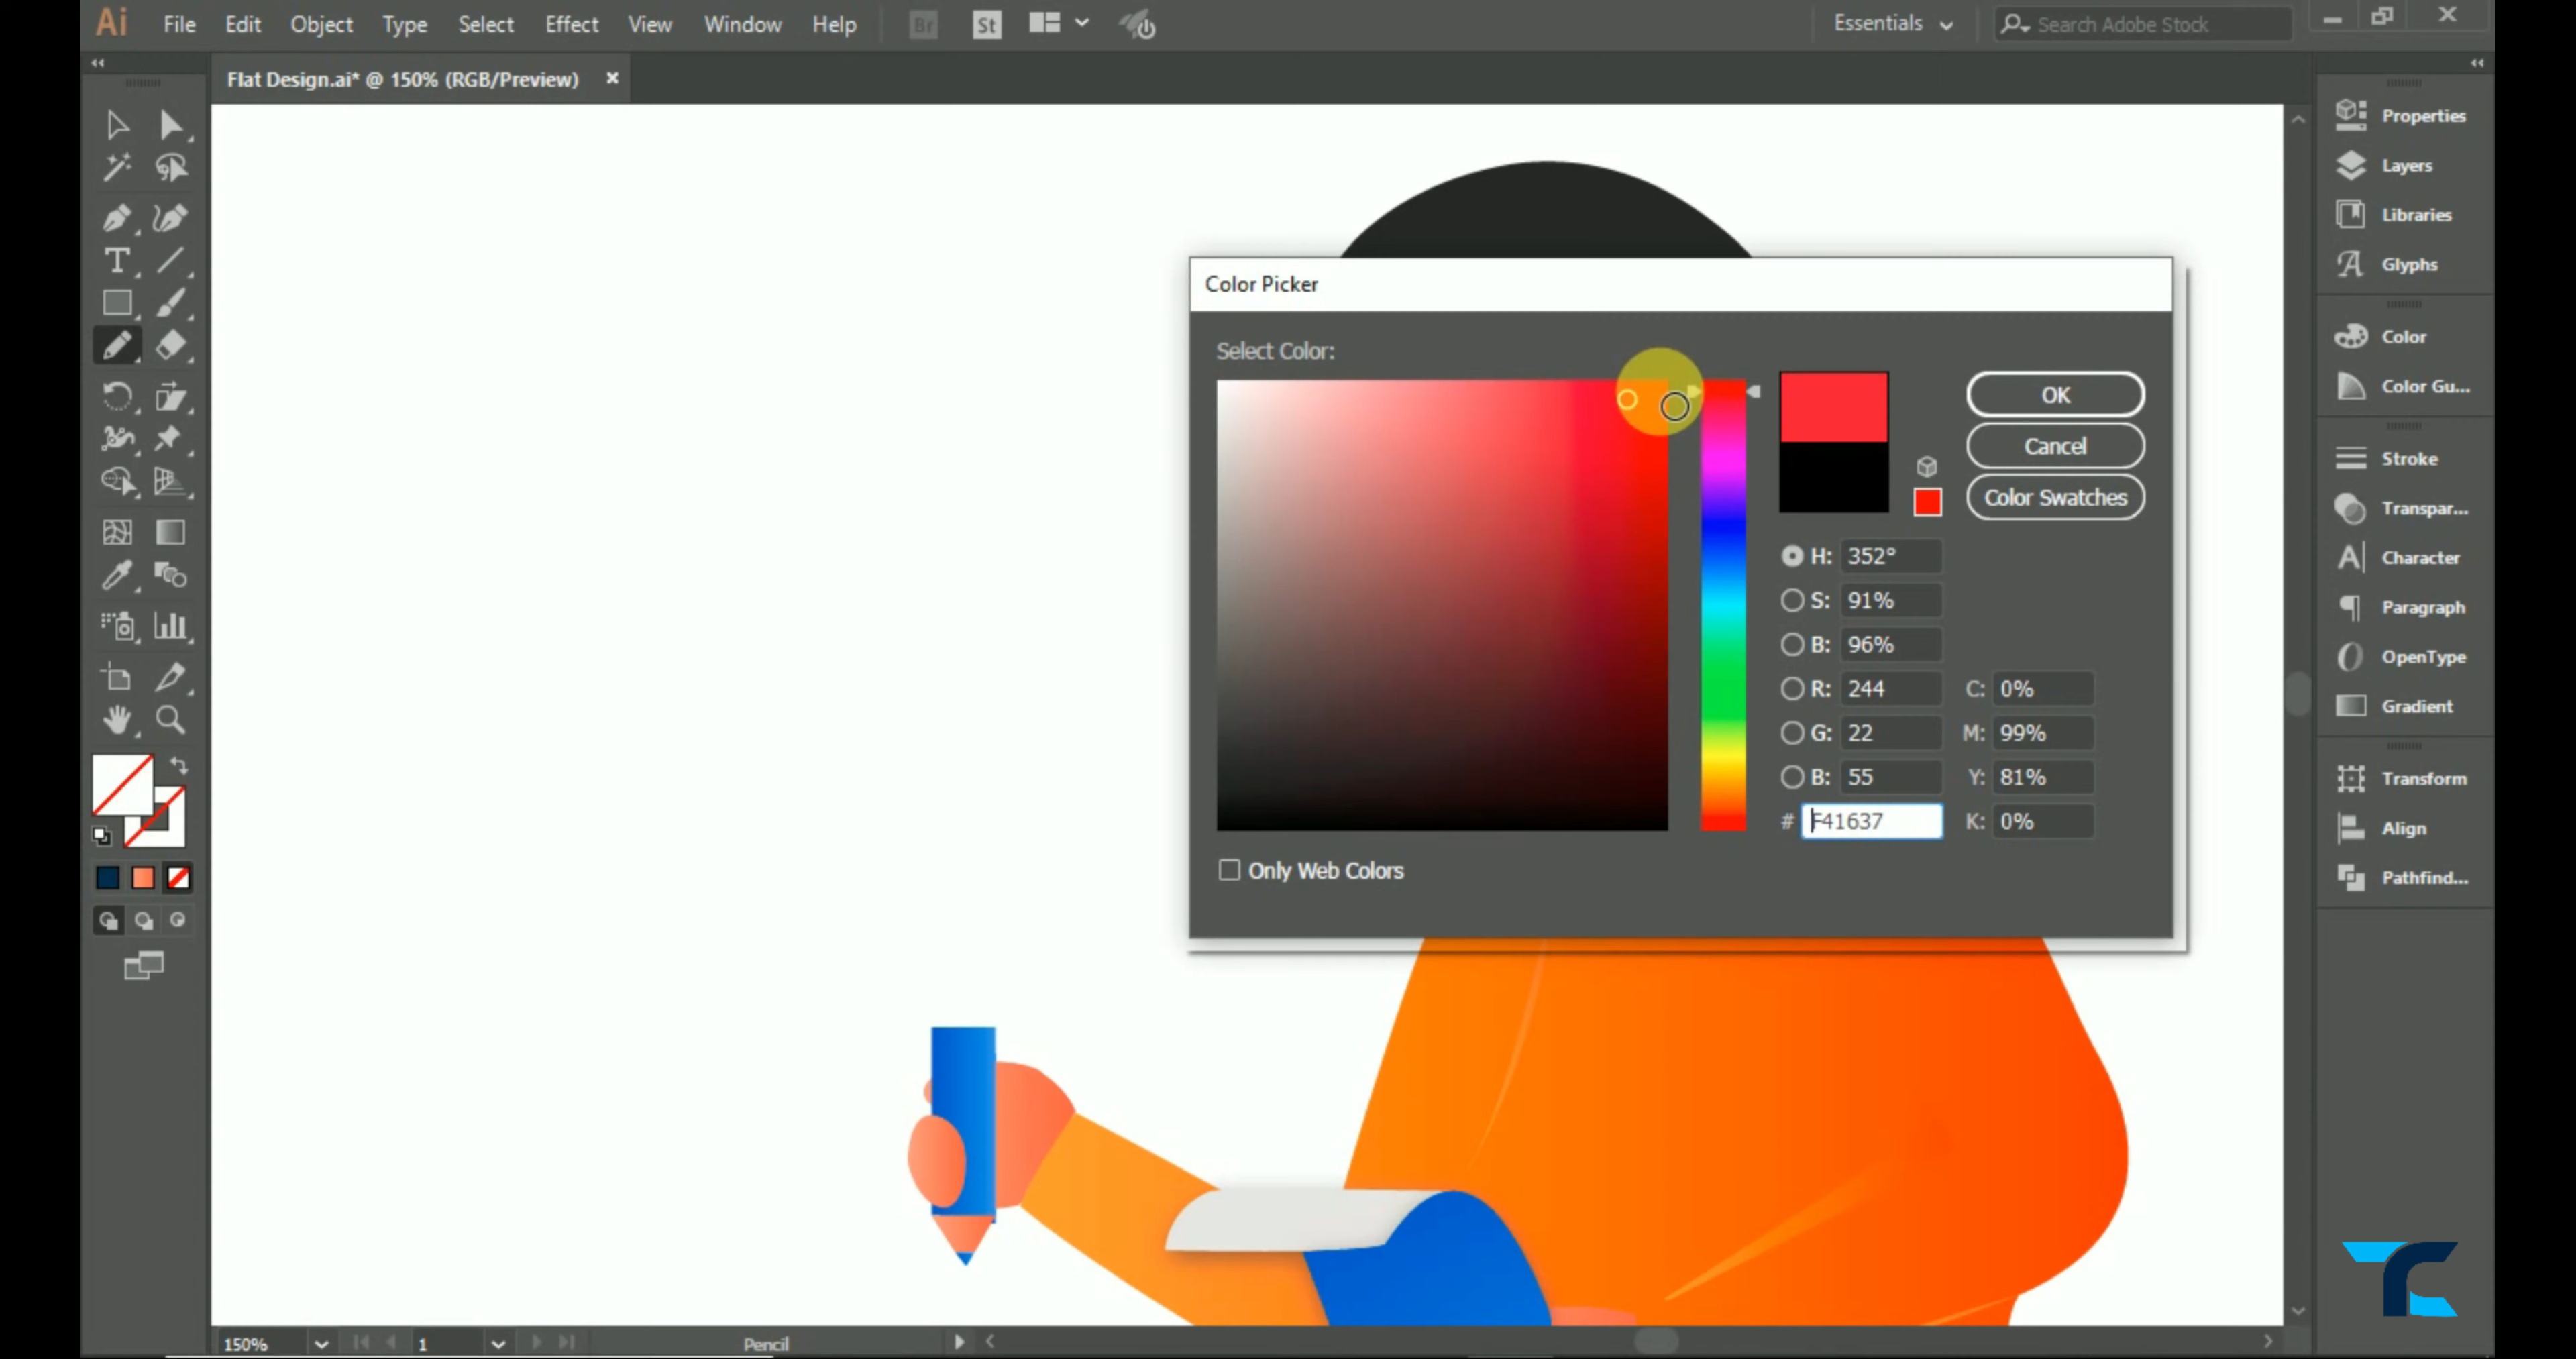 Ai File Edit Object Type Select Effect View Window Help Br St Essentials Search Adobe Stock
Flat Design.ai* @ 150% (RGB/Preview)
Properties
Layers
Libraries
Glyphs
Color
Color Gu...
Stroke
Transpar...
Character
Paragraph
OpenType
Gradient
Transform
Align
Pathfind...
Color Picker
Select Color:
OK
Cancel
Color Swatches
H: 352°
S: 91%
B: 96%
R: 244 C: 0%
G: 22 M: 99%
B: 55 Y: 81%
# F41637 K: 0%
Only Web Colors
150% 1 Pencil
TC